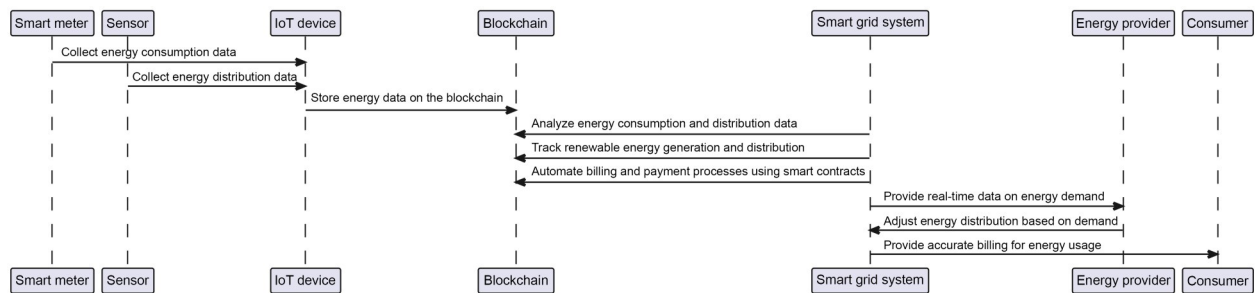 Smart meter Sensor IoT device Blockchain Smart grid system Energy provider Consumer
Collect energy consumption data
Collect energy distribution data
Store energy data on the blockchain
Analyze energy consumption and distribution data
Track renewable energy generation and distribution
Automate billing and payment processes using smart contracts
Provide real-time data on energy demand
Adjust energy distribution based on demand
Provide accurate billing for energy usage
Smart meter Sensor IoT device Blockchain Smart grid system Energy provider Consumer